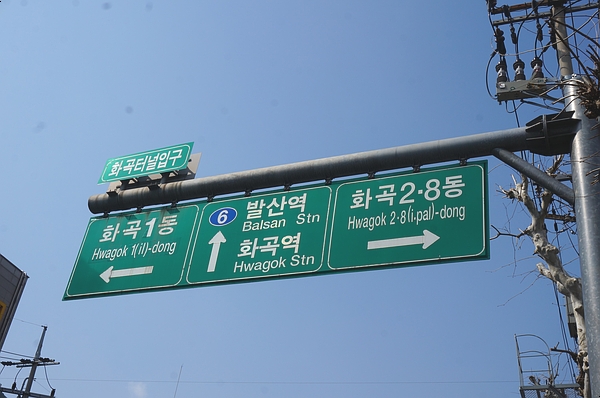 화곡터널입구
화곡1동
Hwagok 1(il)-dong
6
발산역
Balsan Stn
화곡역
Hwagok Stn
화곡2·8동
Hwagok 2·8(i.pal)-dong